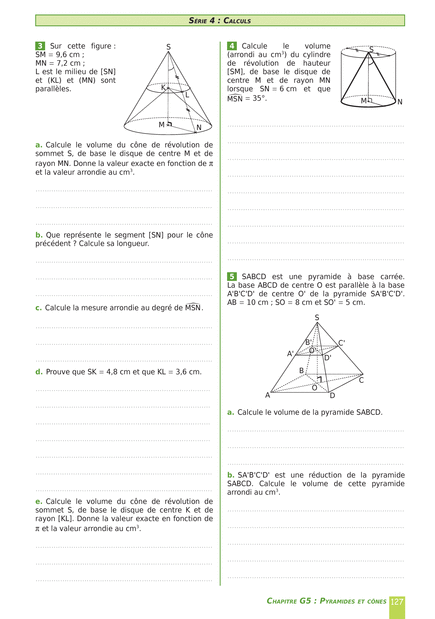 SÉRIE 4 : CALCULS
3 Sur cette figure :
SM = 9,6 cm ;
MN = 7,2 cm ;
L est le milieu de [SN]
et (KL) et (MN) sont
parallèles.
S
K
L
M
N
a. Calcule le volume du cône de révolution de
sommet S, de base le disque de centre M et de
rayon MN. Donne la valeur exacte en fonction de π
et la valeur arrondie au cm³.
b. Que représente le segment [SN] pour le cône
précédent ? Calcule sa longueur.
c. Calcule la mesure arrondie au degré de MSN.
d. Prouve que SK = 4,8 cm et que KL = 3,6 cm.
e. Calcule le volume du cône de révolution de
sommet S, de base le disque de centre K et de
rayon [KL]. Donne la valeur exacte en fonction de
π et la valeur arrondie au cm³.
4 Calcule le volume
(arrondi au cm³) du cylindre
de révolution de hauteur
[SM], de base le disque de
centre M et de rayon MN
lorsque SN = 6 cm et que
MSN = 35°.
S
M
N
5 SABCD est une pyramide à base carrée.
La base ABCD de centre O est parallèle à la base
A'B'C'D' de centre O' de la pyramide SA'B'C'D'.
AB = 10 cm ; SO = 8 cm et SO' = 5 cm.
S
B'
C'
A'
O'
D'
B
C
O
A
D
a. Calcule le volume de la pyramide SABCD.
b. SA'B'C'D' est une réduction de la pyramide
SABCD. Calcule le volume de cette pyramide
arrondi au cm³.
CHAPITRE G5 : PYRAMIDES ET CÔNES 127